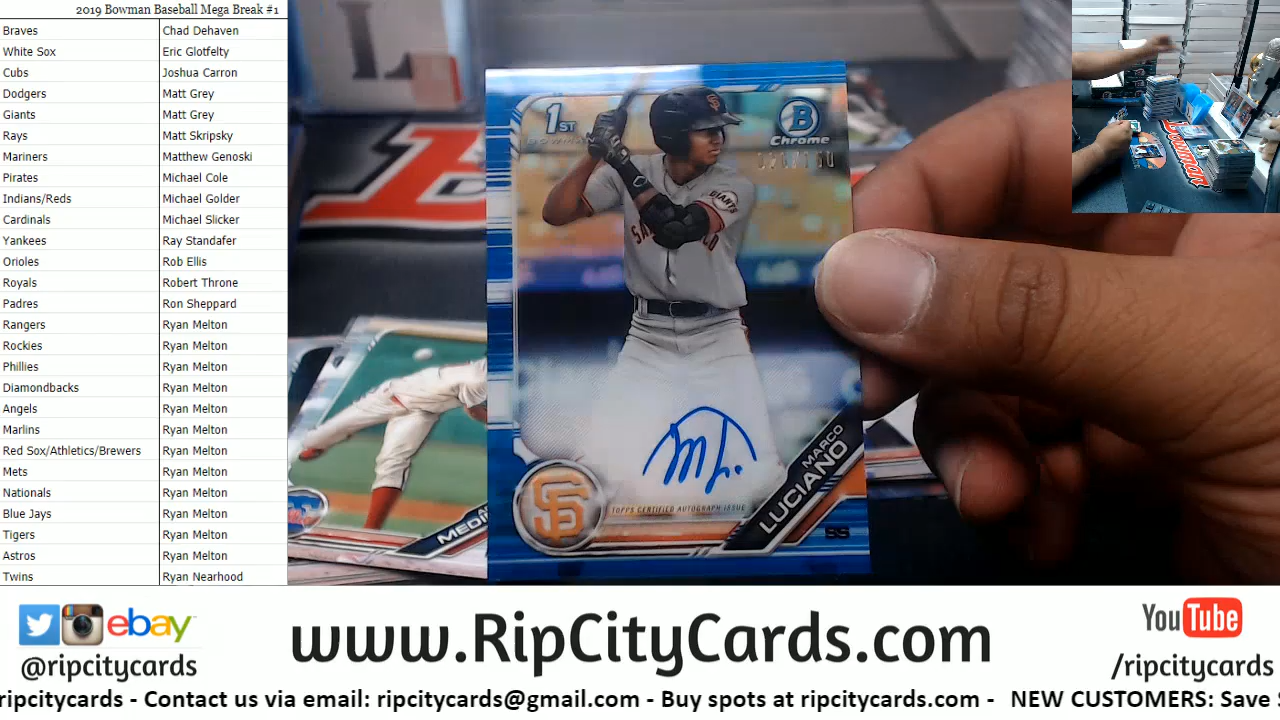 2019 Bowman Baseball Mega Break #1
Braves Chad Dehaven
White Sox Eric Glotfelty
Cubs Joshua Carron
Dodgers Matt Grey
Giants Matt Grey
Rays Matt Skripsky
Mariners Matthew Genoski
Pirates Michael Cole
Indians/Reds Michael Golder
Cardinals Michael Slicker
Yankees Ray Standafer
Orioles Rob Ellis
Royals Robert Throne
Padres Ron Sheppard
Rangers Ryan Melton
Rockies Ryan Melton
Phillies Ryan Melton
Diamondbacks Ryan Melton
Angels Ryan Melton
Marlins Ryan Melton
Red Sox/Athletics/Brewers Ryan Melton
Mets Ryan Melton
Nationals Ryan Melton
Blue Jays Ryan Melton
Tigers Ryan Melton
Astros Ryan Melton
Twins Ryan Nearhood
1ST
BOWMAN
B
Chrome
GIANTS
TOPPS CERTIFIED AUTOGRAPH ISSUE
MARCO
LUCIANO
SS
SF
BOWMAN
ebay
@ripcitycards
www.RipCityCards.com
YouTube
/ripcitycards
ripcitycards - Contact us via email: ripcitycards@gmail.com - Buy spots at ripcitycards.com - NEW CUSTOMERS: Save